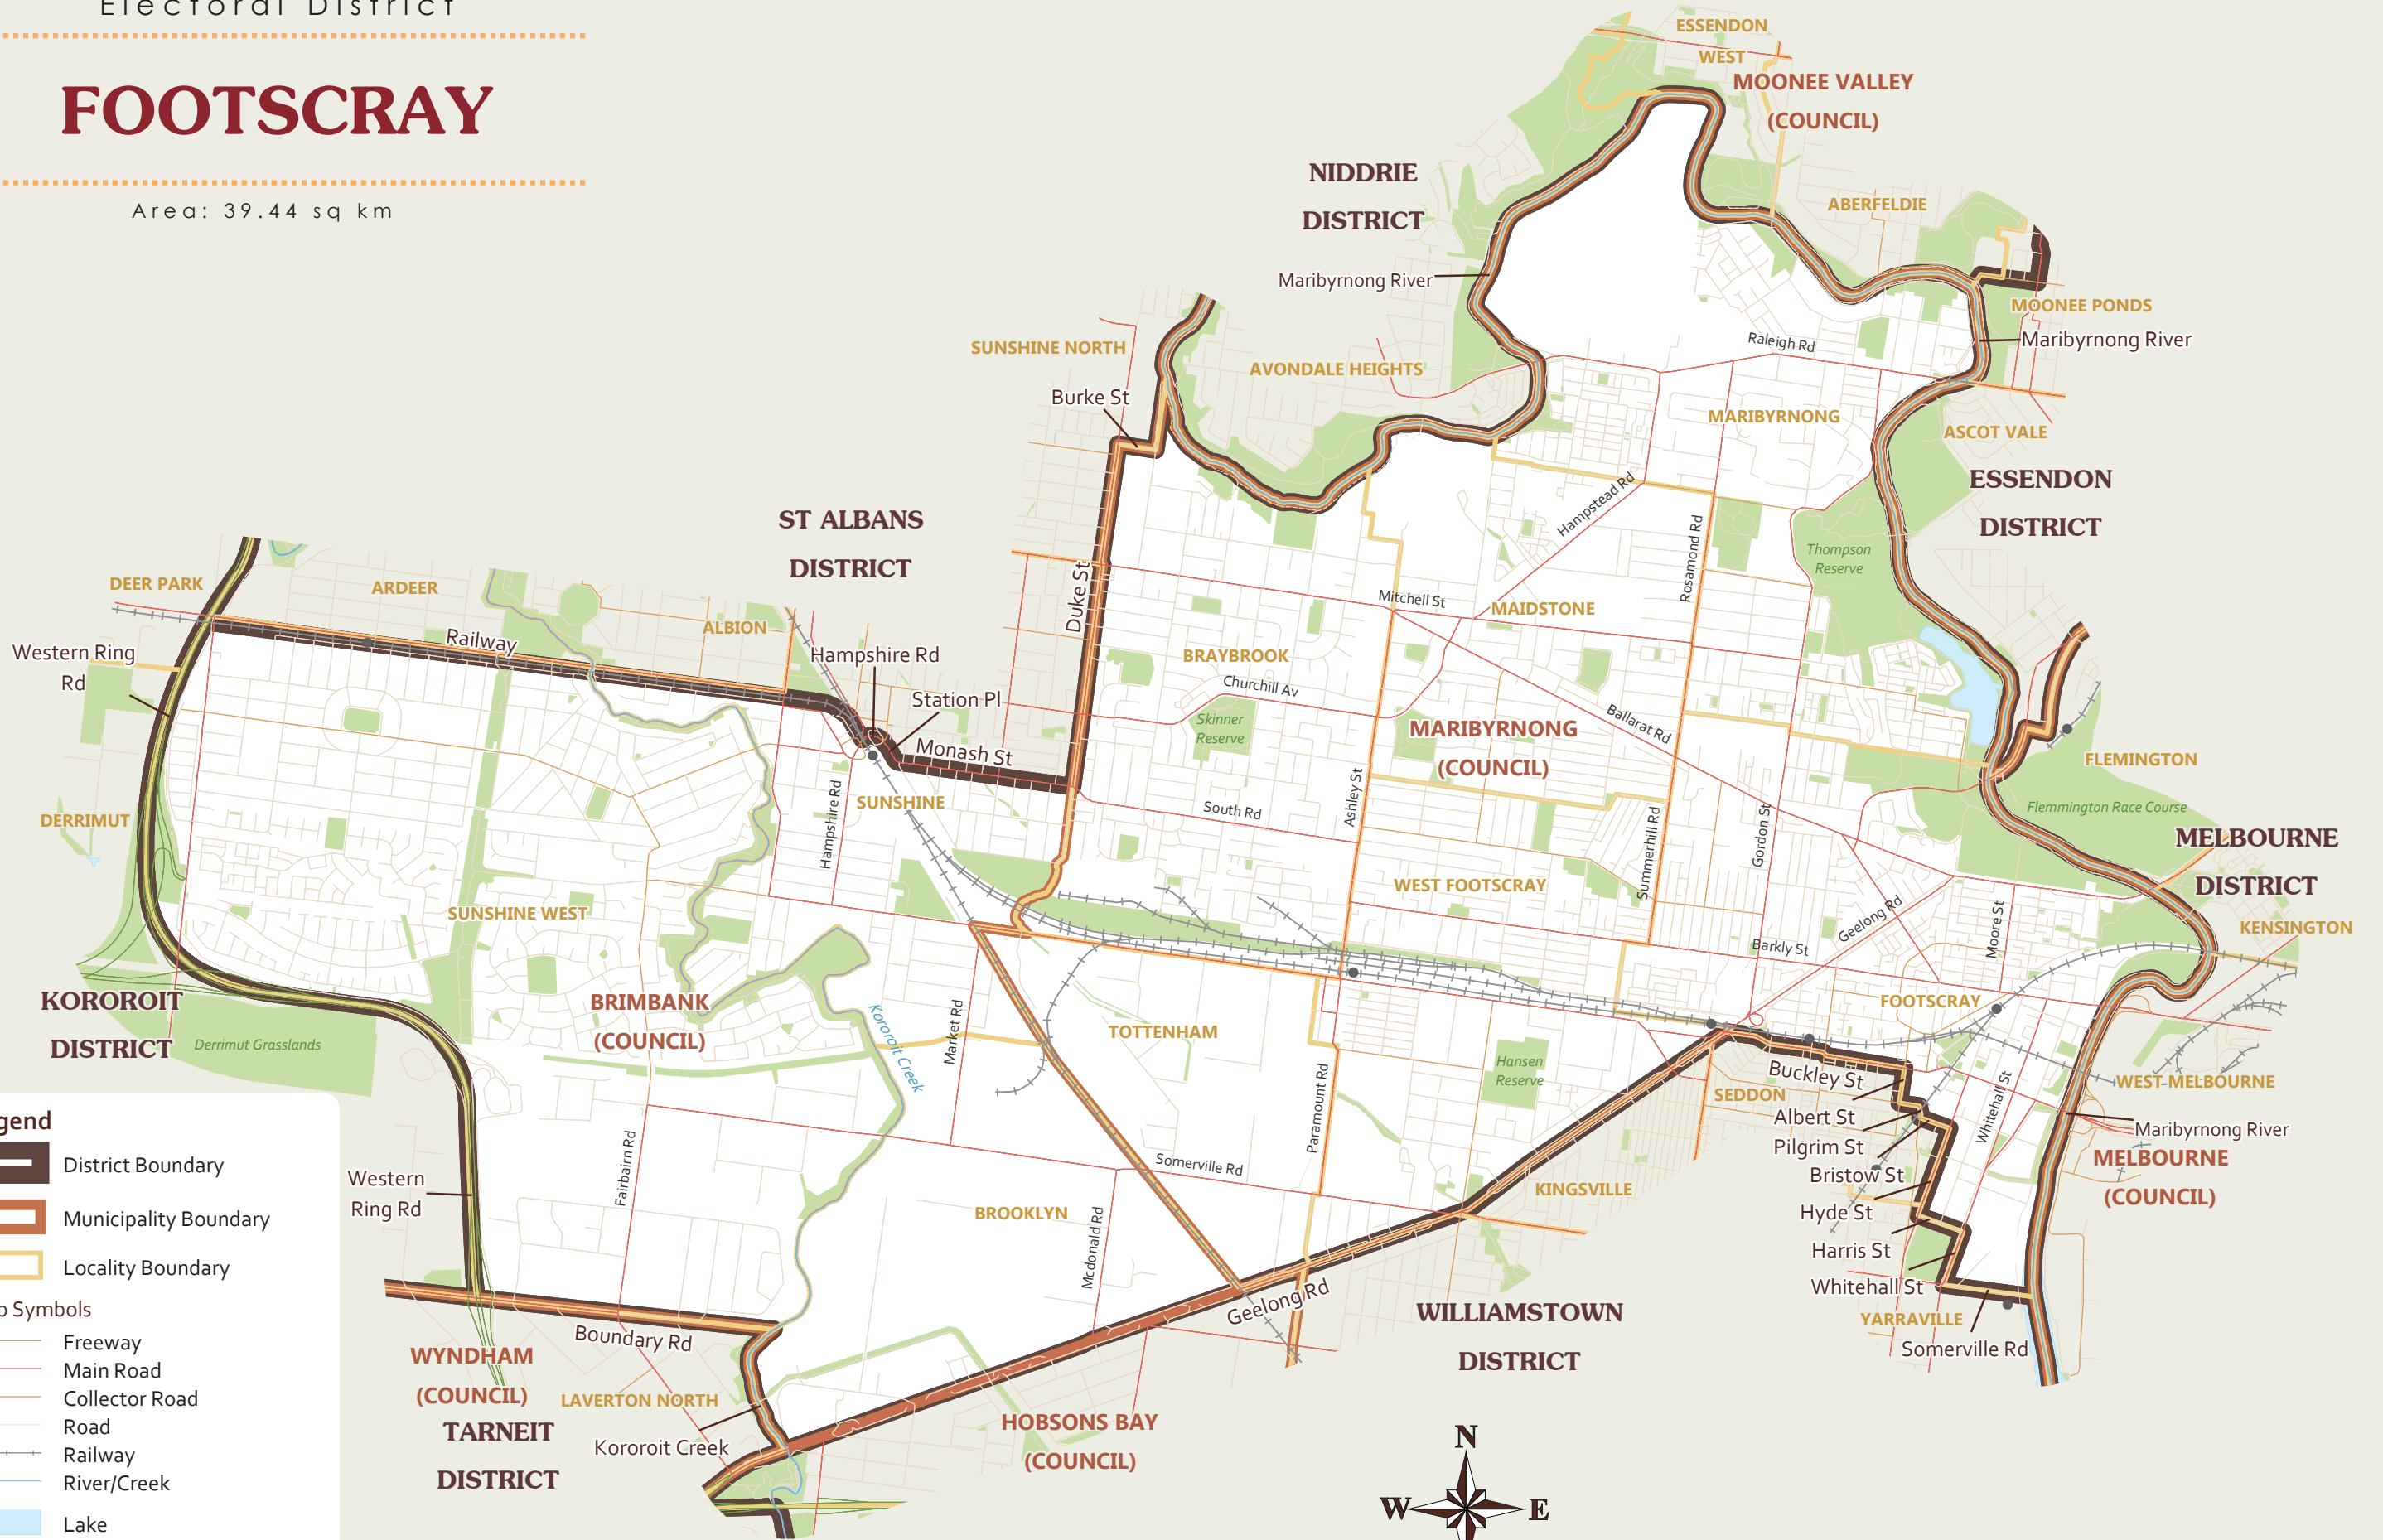 Electoral District
FOOTSCRAY
Area: 39.44 sq km
ESSENDON
WEST
MOONEE VALLEY
(COUNCIL)
NIDDRIE
DISTRICT
ABERFELDIE
Maribyrnong River
MOONEE PONDS
Maribyrnong River
SUNSHINE NORTH
AVONDALE HEIGHTS
Raleigh Rd
Burke St
MARIBYRNONG
ASCOT VALE
ESSENDON
DISTRICT
Hampstead Rd
ST ALBANS
DISTRICT
Rosamond Rd
Thompson
Reserve
DEER PARK
ARDEER
ALBION
Duke St
Mitchell St
MAIDSTONE
Railway
Western Ring
Rd
Hampshire Rd
Station Pl
Monash St
BRAYBROOK
Churchill Av
Skinner
Reserve
MARIBYRNONG
(COUNCIL)
Ballarat Rd
FLEMINGTON
Flemmington Race Course
MELBOURNE
DISTRICT
DERRIMUT
SUNSHINE
Hampshire Rd
South Rd
Ashley St
Summerhill Rd
Gordon St
WEST FOOTSCRAY
SUNSHINE WEST
Geelong Rd
Moore St
Barkly St
KENSINGTON
KOROROIT
DISTRICT
Derrimut Grasslands
BRIMBANK
(COUNCIL)
Kororoit Creek
Market Rd
TOTTENHAM
FOOTSCRAY
Hansen
Reserve
Paramount Rd
SEDDON
Buckley St
Albert St
Pilgrim St
Bristow St
Hyde St
Harris St
Whitehall St
Whitehall St
WEST MELBOURNE
Maribyrnong River
MELBOURNE
(COUNCIL)
YARRAVILLE
Somerville Rd
Western
Ring Rd
Fairbairn Rd
Somerville Rd
BROOKLYN
Mcdonald Rd
KINGSVILLE
Geelong Rd
WILLIAMSTOWN
DISTRICT
Boundary Rd
WYNDHAM
(COUNCIL)
LAVERTON NORTH
TARNEIT
DISTRICT
Kororoit Creek
HOBSONS BAY
(COUNCIL)
N
W
E
gend
District Boundary
Municipality Boundary
Locality Boundary
p Symbols
Freeway
Main Road
Collector Road
Road
Railway
River/Creek
Lake